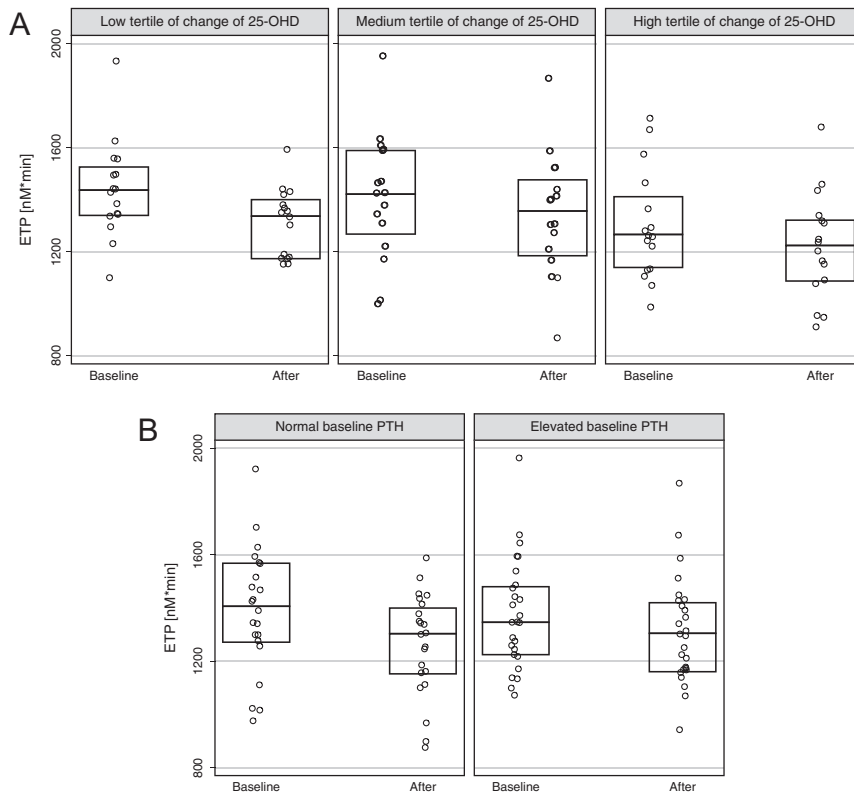 A
Low tertile of change of 25-OHD
Medium tertile of change of 25-OHD
High tertile of change of 25-OHD
ETP [nM*min]
2000
1600
1200
800
Baseline
After
Baseline
After
Baseline
After
B
Normal baseline PTH
Elevated baseline PTH
ETP [nM*min]
2000
1600
1200
800
Baseline
After
Baseline
After